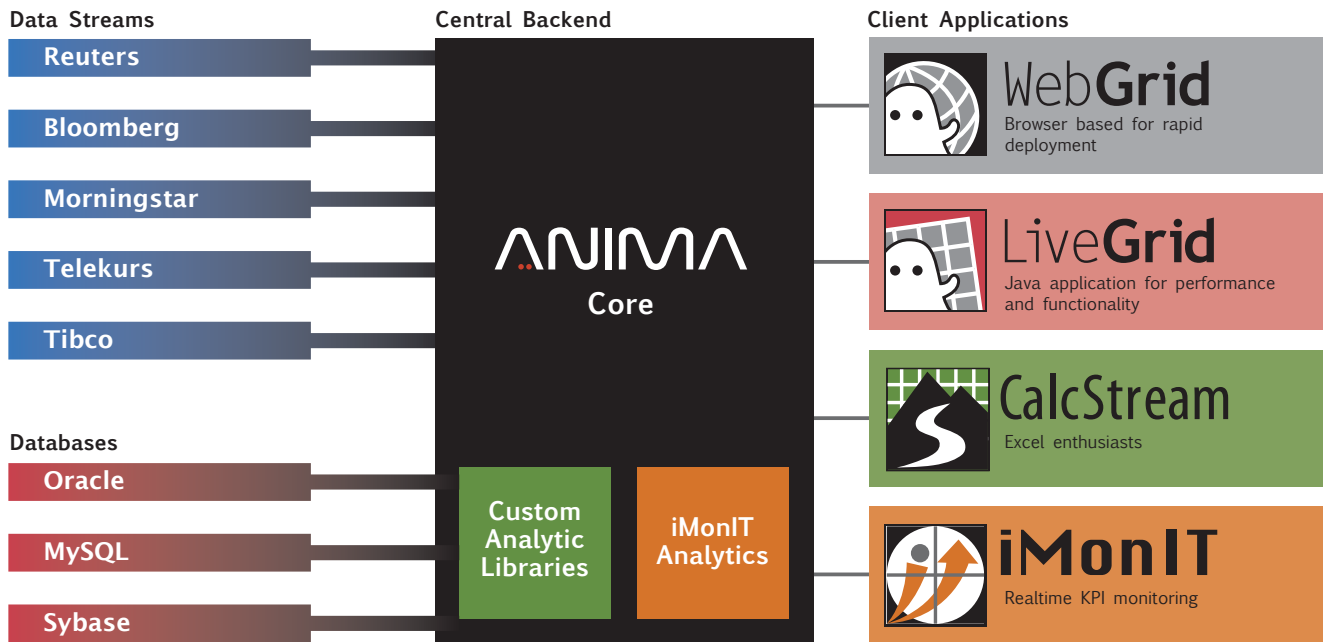 Data Streams
Reuters
Bloomberg
Morningstar
Telekurs
Tibco
Databases
Oracle
MySQL
Sybase
Central Backend
ANIMA
Core
Custom
Analytic
Libraries
iMonIT
Analytics
Client Applications
WebGrid
Browser based for rapid
deployment
LiveGrid
Java application for performance
and functionality
CalcStream
Excel enthusiasts
iMonIT
Realtime KPI monitoring